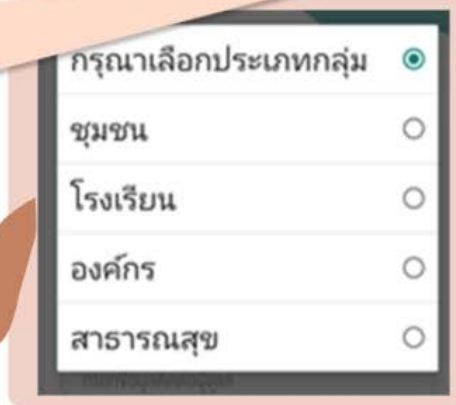 กรุณาเลือกประเภทกลุ่ม
ชุมชน
โรงเรียน
องค์กร
สาธารณสุข